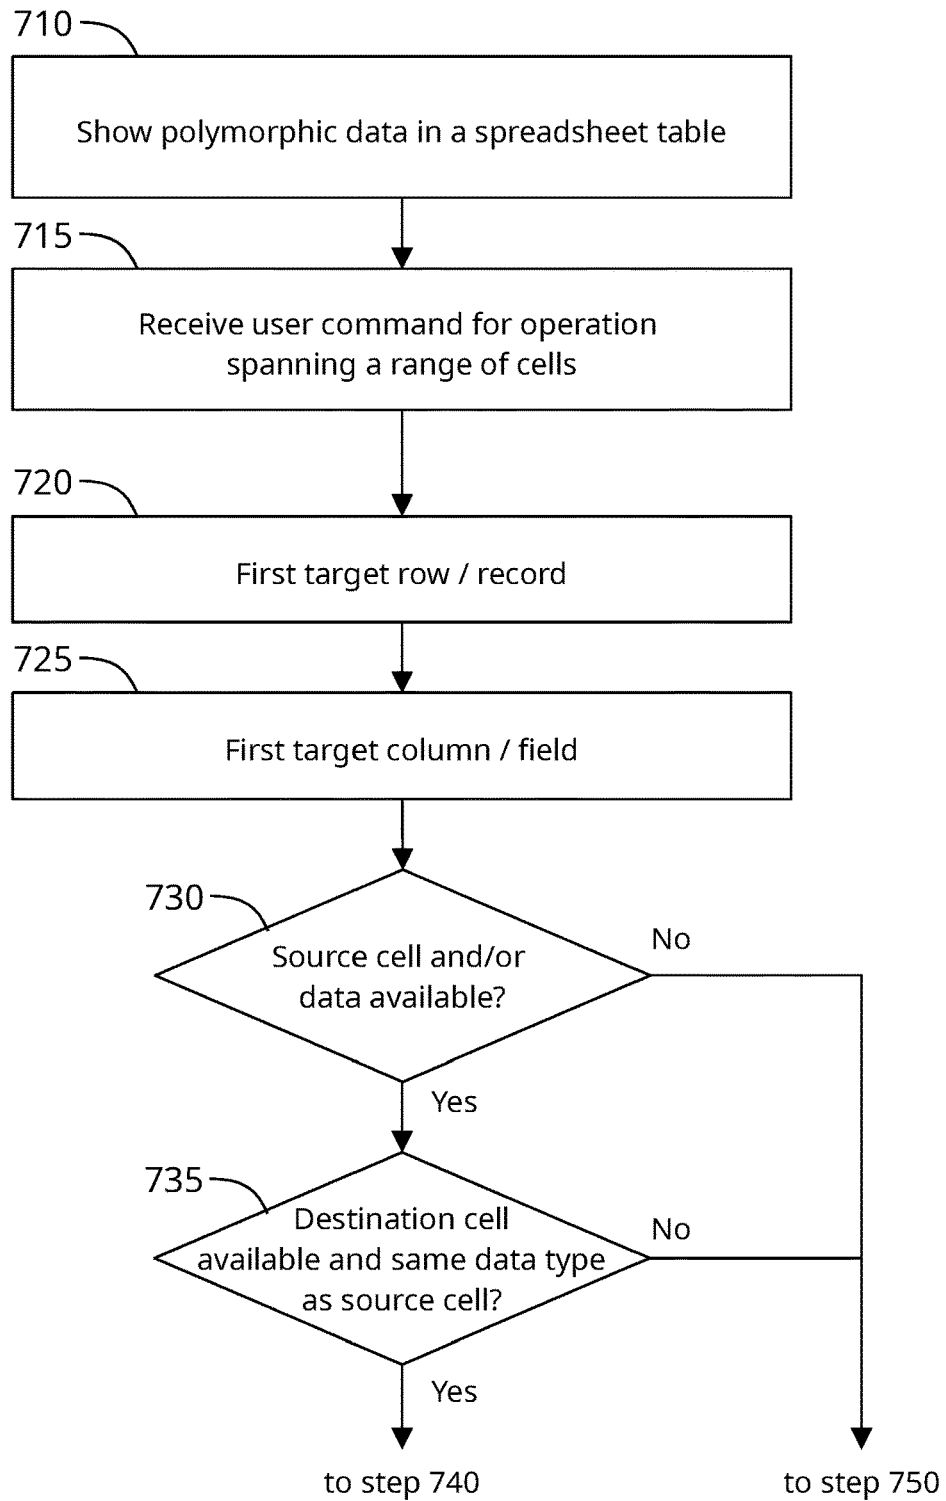 710
Show polymorphic data in a spreadsheet table
715
Receive user command for operation
spanning a range of cells
720
First target row / record
725
First target column / field
730
Source cell and/or
data available?
No
Yes
735
Destination cell
available and same data type
as source cell?
No
Yes
to step 740
to step 750